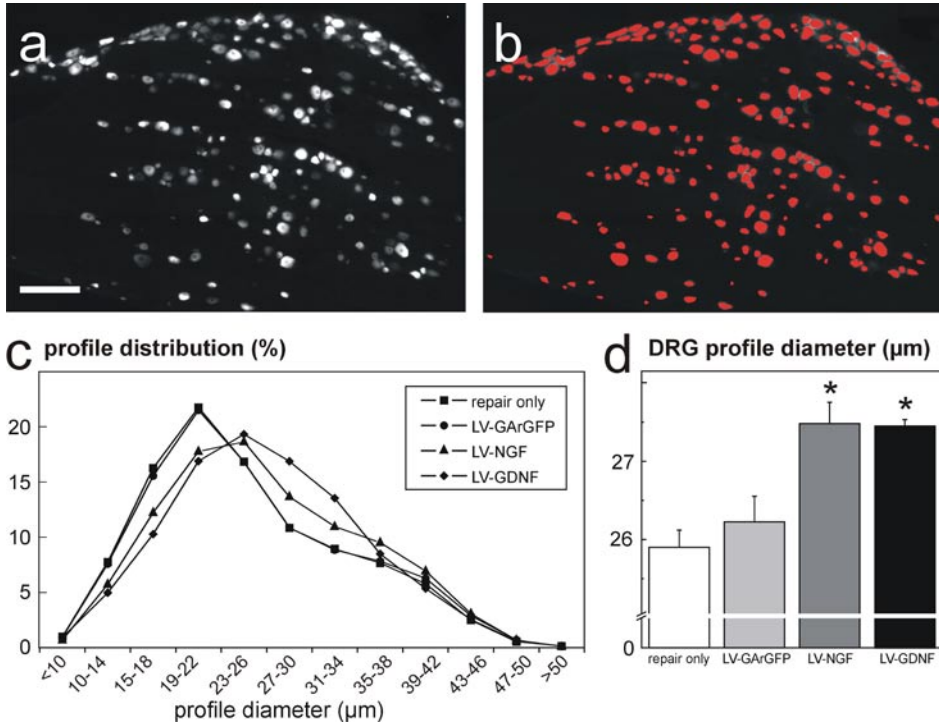 a
b
c profile distribution (%)
20
15
10
5
0
repair only
LV-GArGFP
LV-NGF
LV-GDNF
<10 10-14 15-18 19-22 23-26 27-30 31-34 35-38 39-42 43-46 47-50 >50
profile diameter (μm)
d DRG profile diameter (μm)
* *
27
26
0
repair only LV-GArGFP LV-NGF LV-GDNF